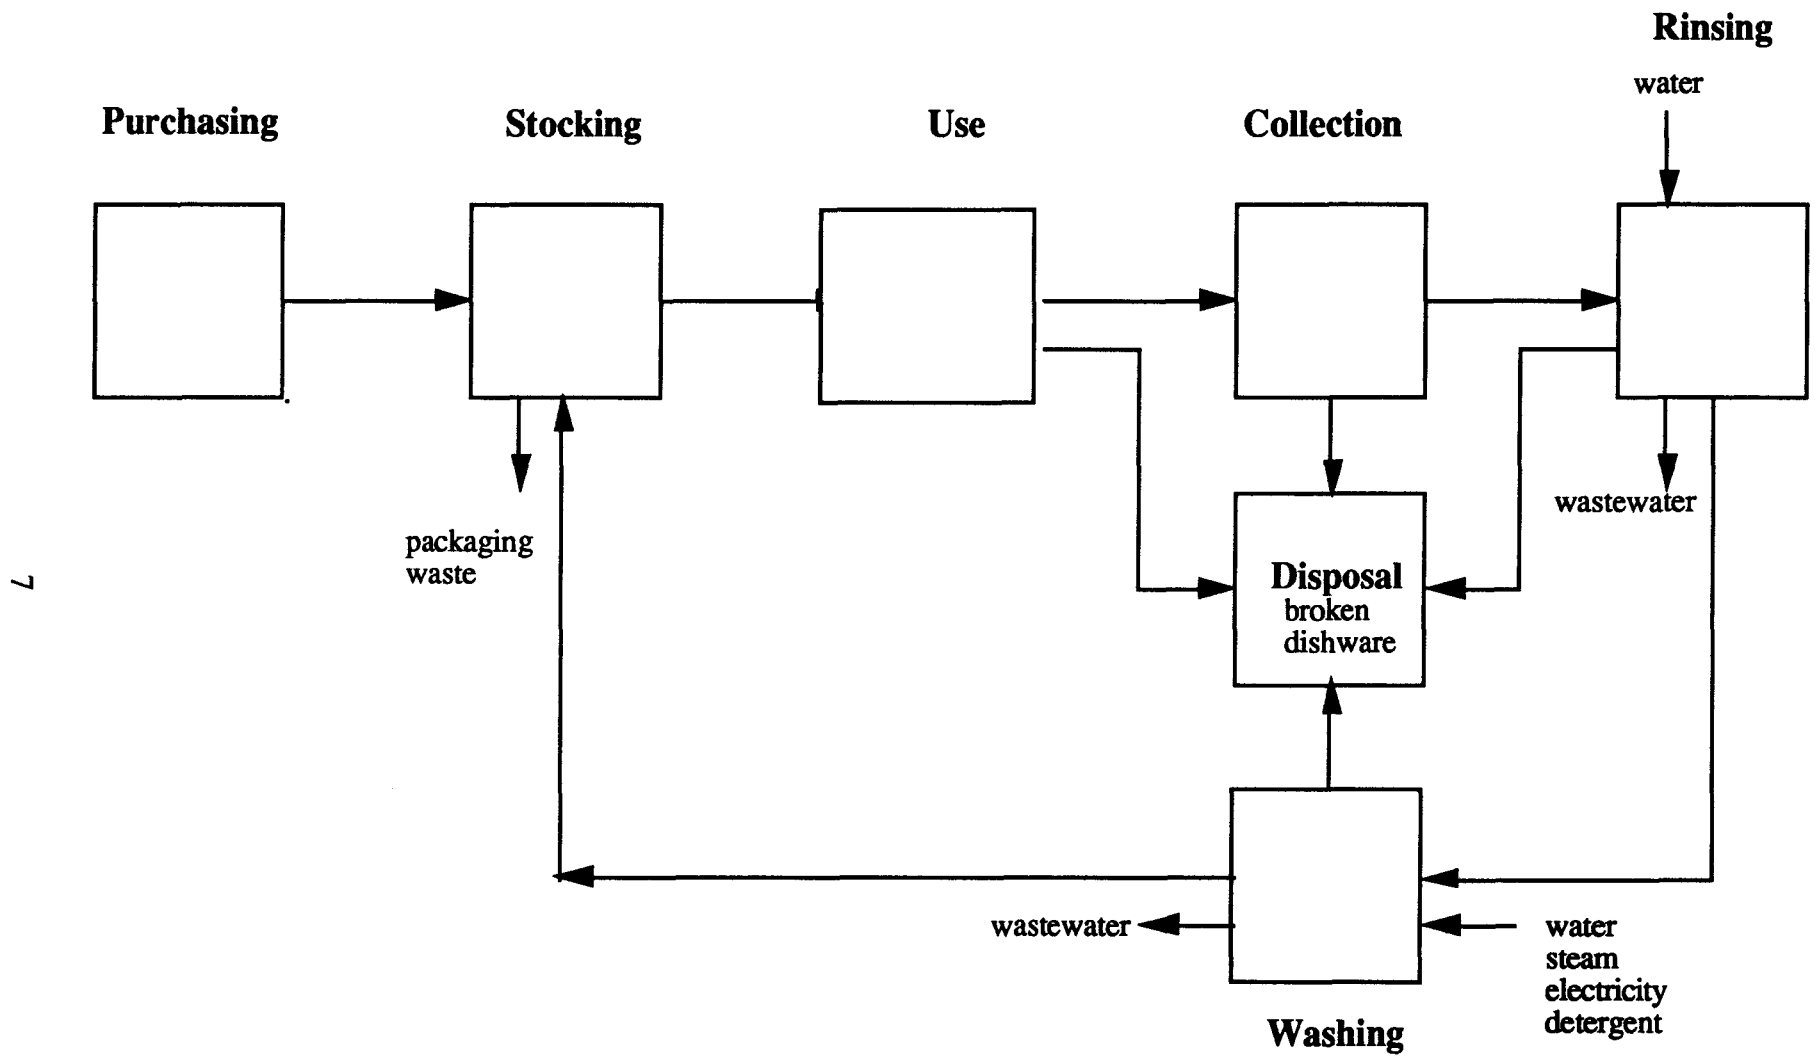 Rinsing
water
Purchasing
Stocking
Use
Collection
packaging
waste
wastewater
Disposal
broken
dishware
7
wastewater
water
steam
electricity
detergent
Washing